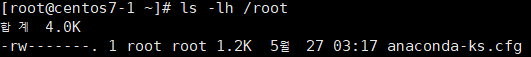 [root@centos7-1 ~]# ls -lh /root
합계 4.0K
-rw-------. 1 root root 1.2K  5월  27 03:17 anaconda-ks.cfg